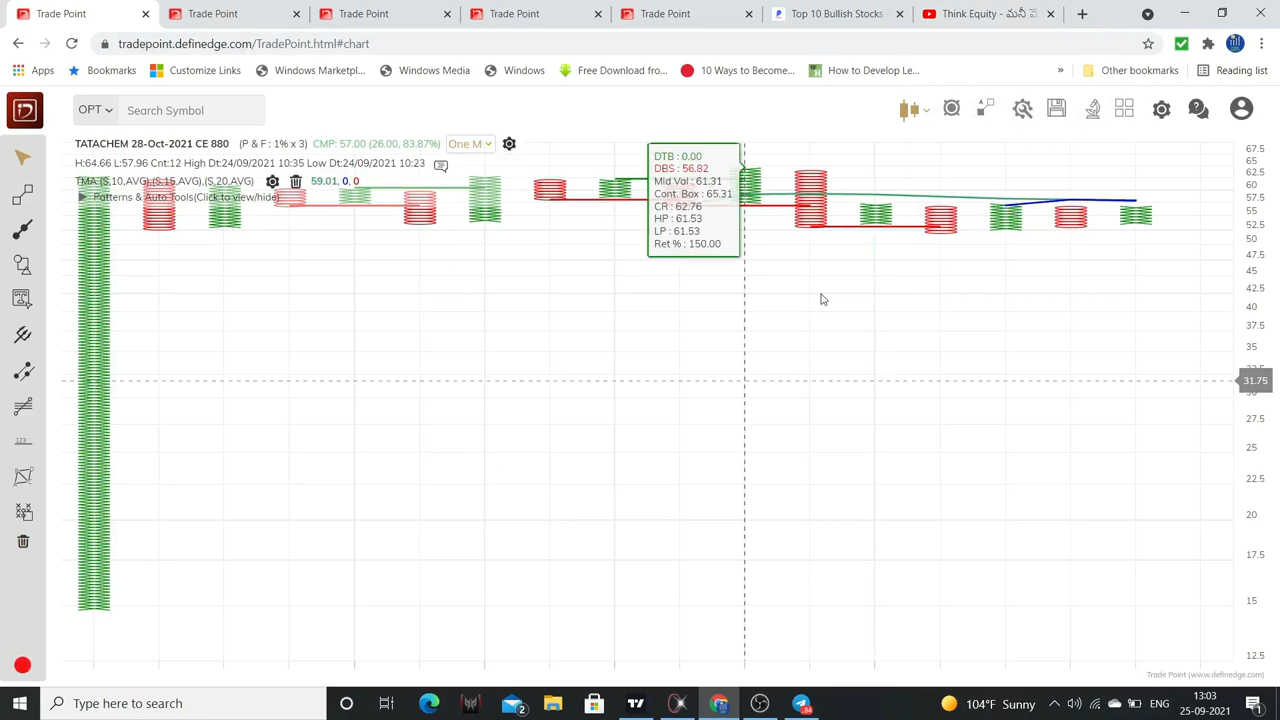 Trade Point
Trade Point
Trade Point
Trade Point
Trade Point
Top 10 Bullish Stocks
Think Equity - మనీ పే
tradepoint.definedge.com/TradePoint.html#chart
Apps
Bookmarks
Customize Links
Windows Marketpl...
Windows Media
Windows
Free Download fro...
10 Ways to Become...
How to Develop Le...
»
Other bookmarks
Reading list
OPT
Search Symbol
TATACHEM 28-Oct-2021 CE 880 (P & F : 1% x 3) CMP: 57.00 (26.00, 83.87%) One M
H:64.66 L:57.96 Cnt:12 High Dt:24/09/2021 10:35 Low Dt:24/09/2021 10:23
TMA (S,10,AVG),(S,15,AVG),(S,20,AVG) 59.01, 0, 0
Patterns & Auto Tools(Click to view/hide)
DTB : 0.00
DBS : 56.82
Mid Val : 61.31
Cont. Box : 65.31
CR : 62.76
HP : 61.53
LP : 61.53
Ret % : 150.00
67.5
65
62.5
60
57.5
55
52.5
50
47.5
45
42.5
40
37.5
35
31.75
27.5
25
22.5
20
17.5
15
12.5
123
Trade Point (www.definedge.com)
Type here to search
2
84
104°F Sunny
ENG
13:03
25-09-2021
1